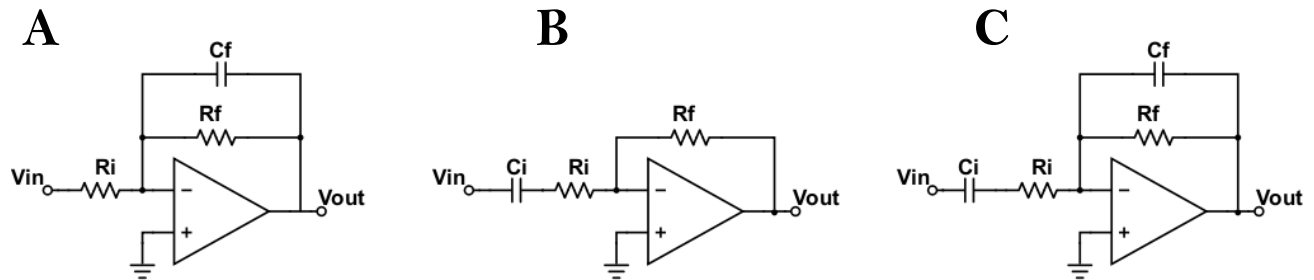 A
Cf
Rf
Ri
Vin
−
+
Vout
B
Rf
Ci
Ri
−
+
Vout
Vin
C
Cf
Rf
Ci
Ri
Vin
−
+
Vout